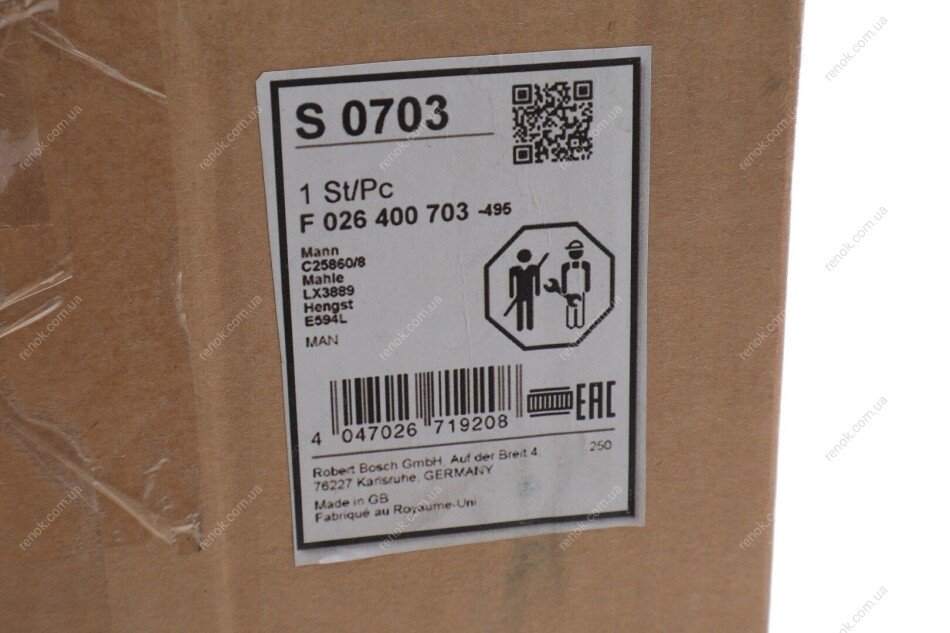 S 0703
1 St/Pc
F 026 400 703 -495
Mann
C25860/8
Mahle
LX3889
Hengst
E594L
MAN
4 047026 719208
EAC
Robert Bosch GmbH, Auf der Breit 4,
76227 Karlsruhe, GERMANY
250
Made in GB
Fabriqué au Royaume-Uni
renok.com.ua